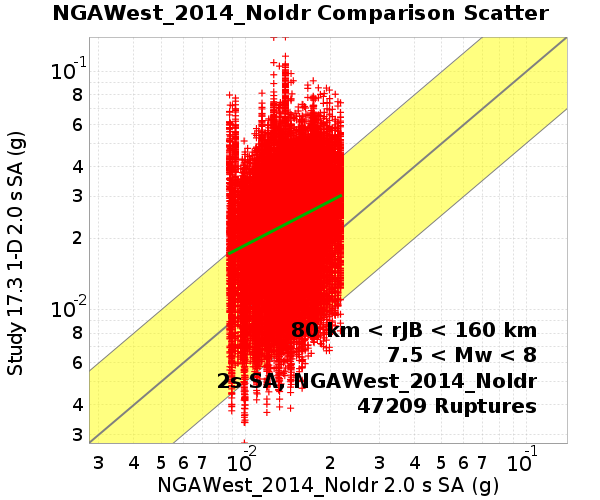 NGAWest_2014_NoIdr Comparison Scatter
Study 17.3 1-D 2.0 s SA (g)
10-1
8
6
4
3
2
10-2
8
6
4
3
80 km < rJB < 160 km
7.5 < Mw < 8
2s SA, NGAWest_2014_NoIdr
47209 Ruptures
3 4 5 6 7 10-2 2 3 4 5 6 7 10-1
NGAWest_2014_NoIdr 2.0 s SA (g)